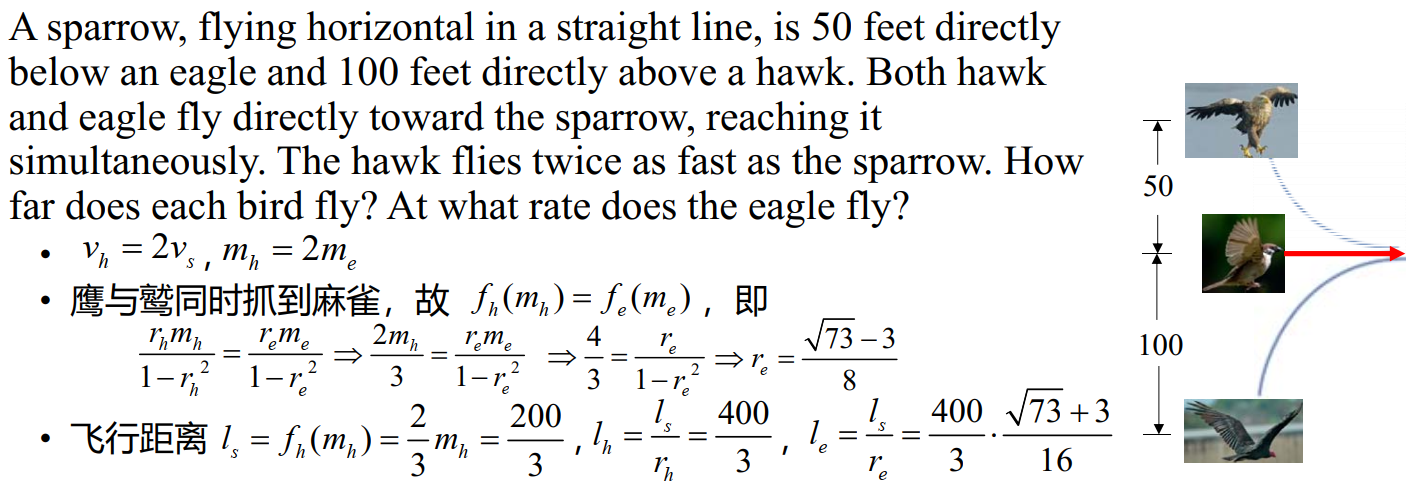 A sparrow, flying horizontal in a straight line, is 50 feet directly
below an eagle and 100 feet directly above a hawk. Both hawk
and eagle fly directly toward the sparrow, reaching it
simultaneously. The hawk flies twice as fast as the sparrow. How
far does each bird fly? At what rate does the eagle fly?
• v_h = 2v_s , m_h = 2m_e
• 鹰与鹫同时抓到麻雀，故 f_h(m_h) = f_e(m_e) ，即
\frac{r_h m_h}{1-r_h^2} = \frac{r_e m_e}{1-r_e^2} ⇒ \frac{2m_h}{3} = \frac{r_e m_e}{1-r_e^2} ⇒ \frac{4}{3} = \frac{r_e}{1-r_e^2} ⇒ r_e = \frac{\sqrt{73}-3}{8}
• 飞行距离 l_s = f_h(m_h) = \frac{2}{3} m_h = \frac{200}{3} , l_h = \frac{l_s}{r_h} = \frac{400}{3} ，l_e = \frac{l_s}{r_e} = \frac{400}{3} · \frac{\sqrt{73}+3}{16}
50
100